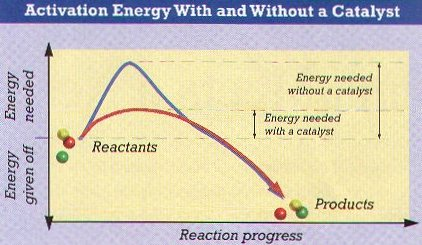 Activation Energy With and Without a Catalyst
Energy
needed
Energy
given off
Energy needed
without a catalyst
Energy needed
with a catalyst
Reactants
Products
Reaction progress